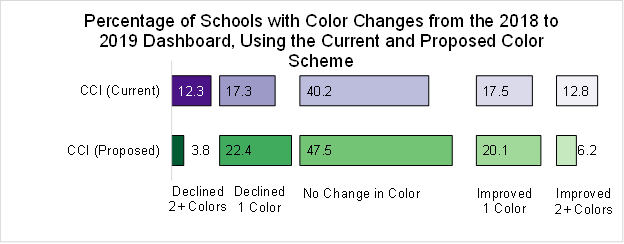 Percentage of Schools with Color Changes from the 2018 to
2019 Dashboard, Using the Current and Proposed Color
Scheme
CCI (Current) 12.3 17.3 40.2 17.5 12.8
CCI (Proposed) 3.8 22.4 47.5 20.1 6.2
Declined Declined No Change in Color Improved Improved
2+ Colors 1 Color 1 Color 2+ Colors